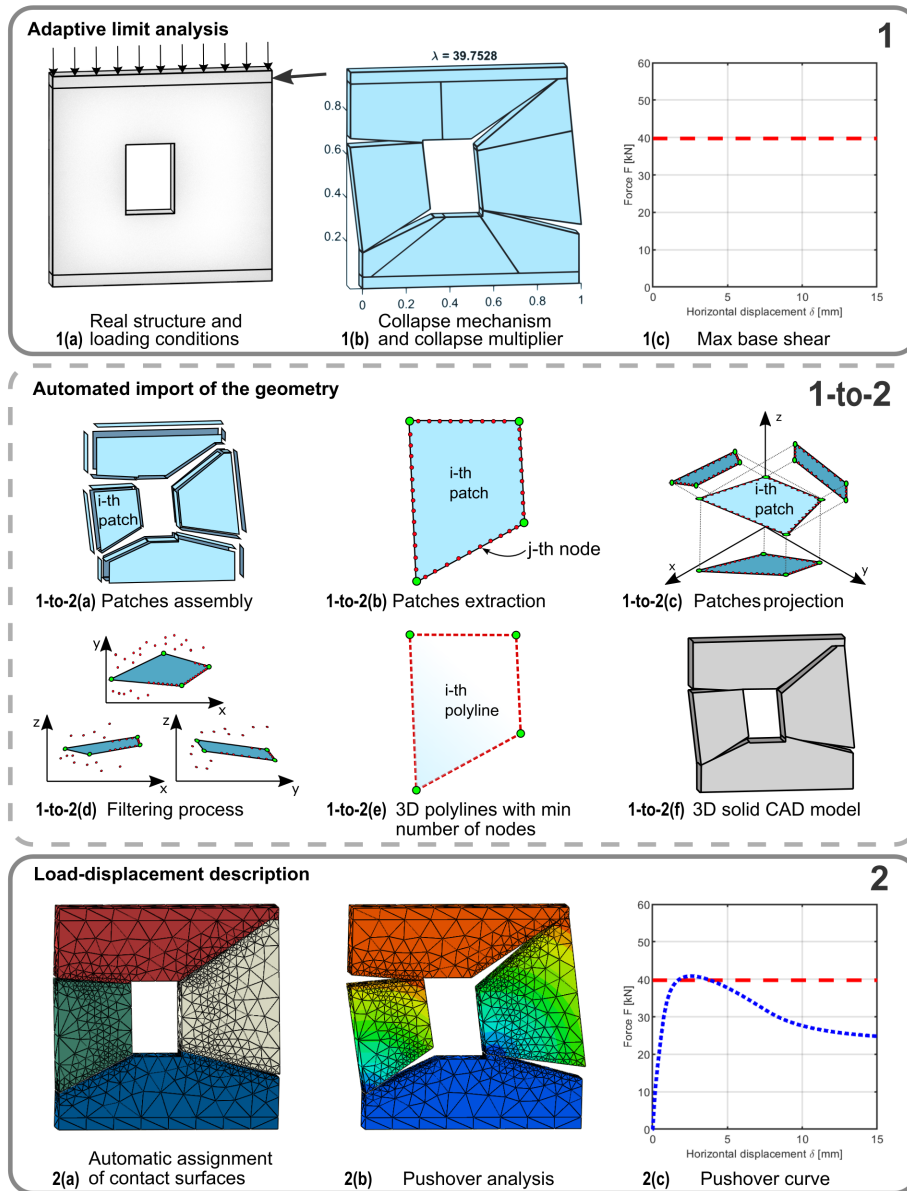 Adaptive limit analysis
1
λ = 39.7528
0.8
0.6
0.4
0.2
0 0.2 0.4 0.6 0.8 1
60
50
40
30
20
10
0
Force F [kN]
0 5 10 15
Horizontal displacement δ [mm]
1(a) Real structure and
loading conditions
1(b) Collapse mechanism
and collapse multiplier
1(c) Max base shear
Automated import of the geometry
1-to-2
i-th
patch
i-th
patch
j-th node
z
i-th
patch
x
y
1-to-2(a) Patches assembly
1-to-2(b) Patches extraction
1-to-2(c) Patches projection
y
x
z
x
z
y
i-th
polyline
1-to-2(d) Filtering process
1-to-2(e) 3D polylines with min
number of nodes
1-to-2(f) 3D solid CAD model
Load-displacement description
2
60
50
40
30
20
10
0
Force F [kN]
0 5 10 15
Horizontal displacement δ [mm]
2(a) Automatic assignment
of contact surfaces
2(b) Pushover analysis
2(c) Pushover curve